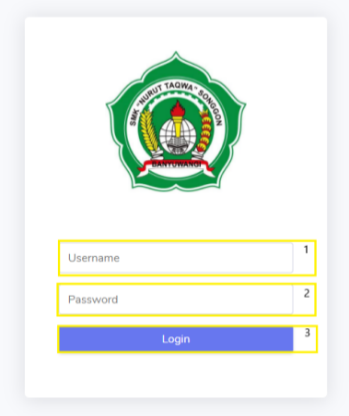 SMK "NURUT TAQWA" SONGGON
BANYUWANGI
Username 1
Password 2
Login 3